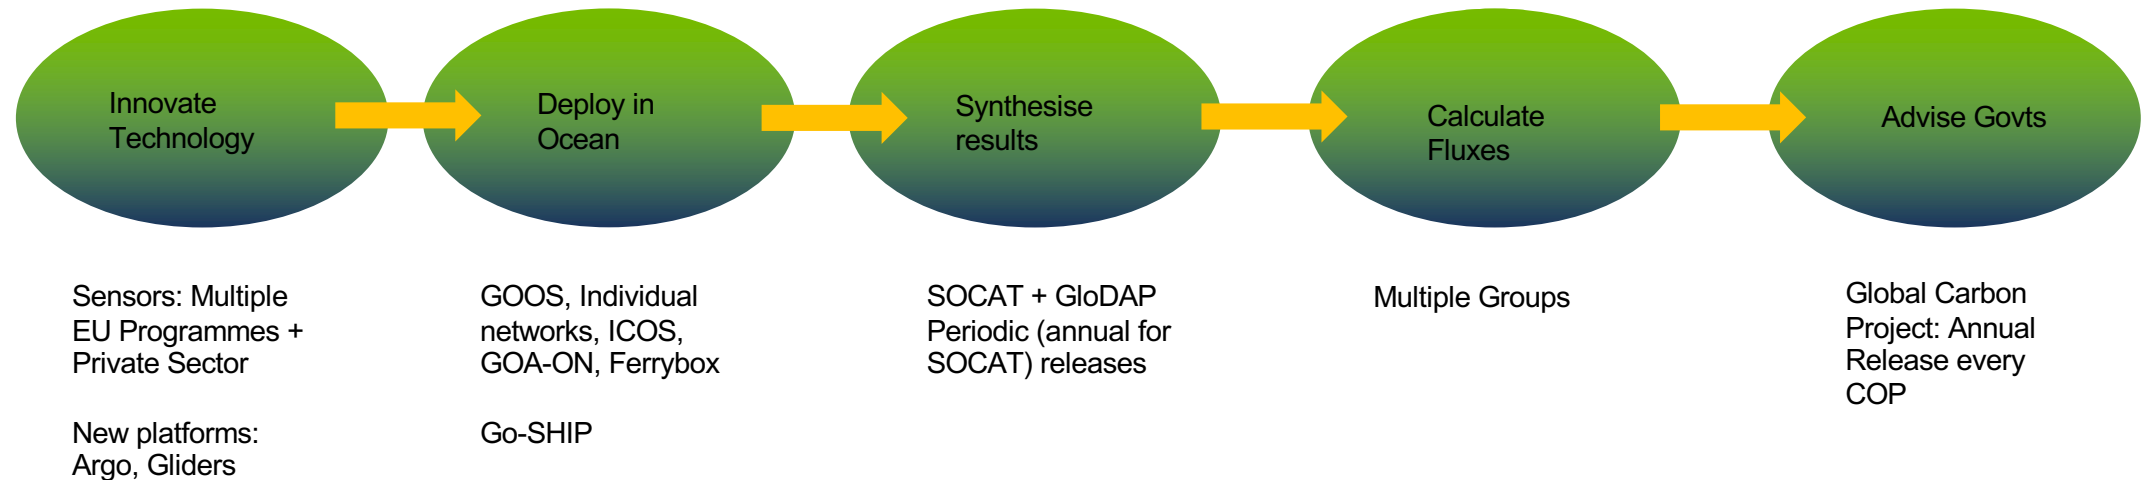 Innovate
Technology
Deploy in
Ocean
Synthesise
results
Calculate
Fluxes
Advise Govts
Sensors: Multiple
EU Programmes +
Private Sector
New platforms:
Argo, Gliders
GOOS, Individual
networks, ICOS,
GOA-ON, Ferrybox
Go-SHIP
SOCAT + GloDAP
Periodic (annual for
SOCAT) releases
Multiple Groups
Global Carbon
Project: Annual
Release every
COP